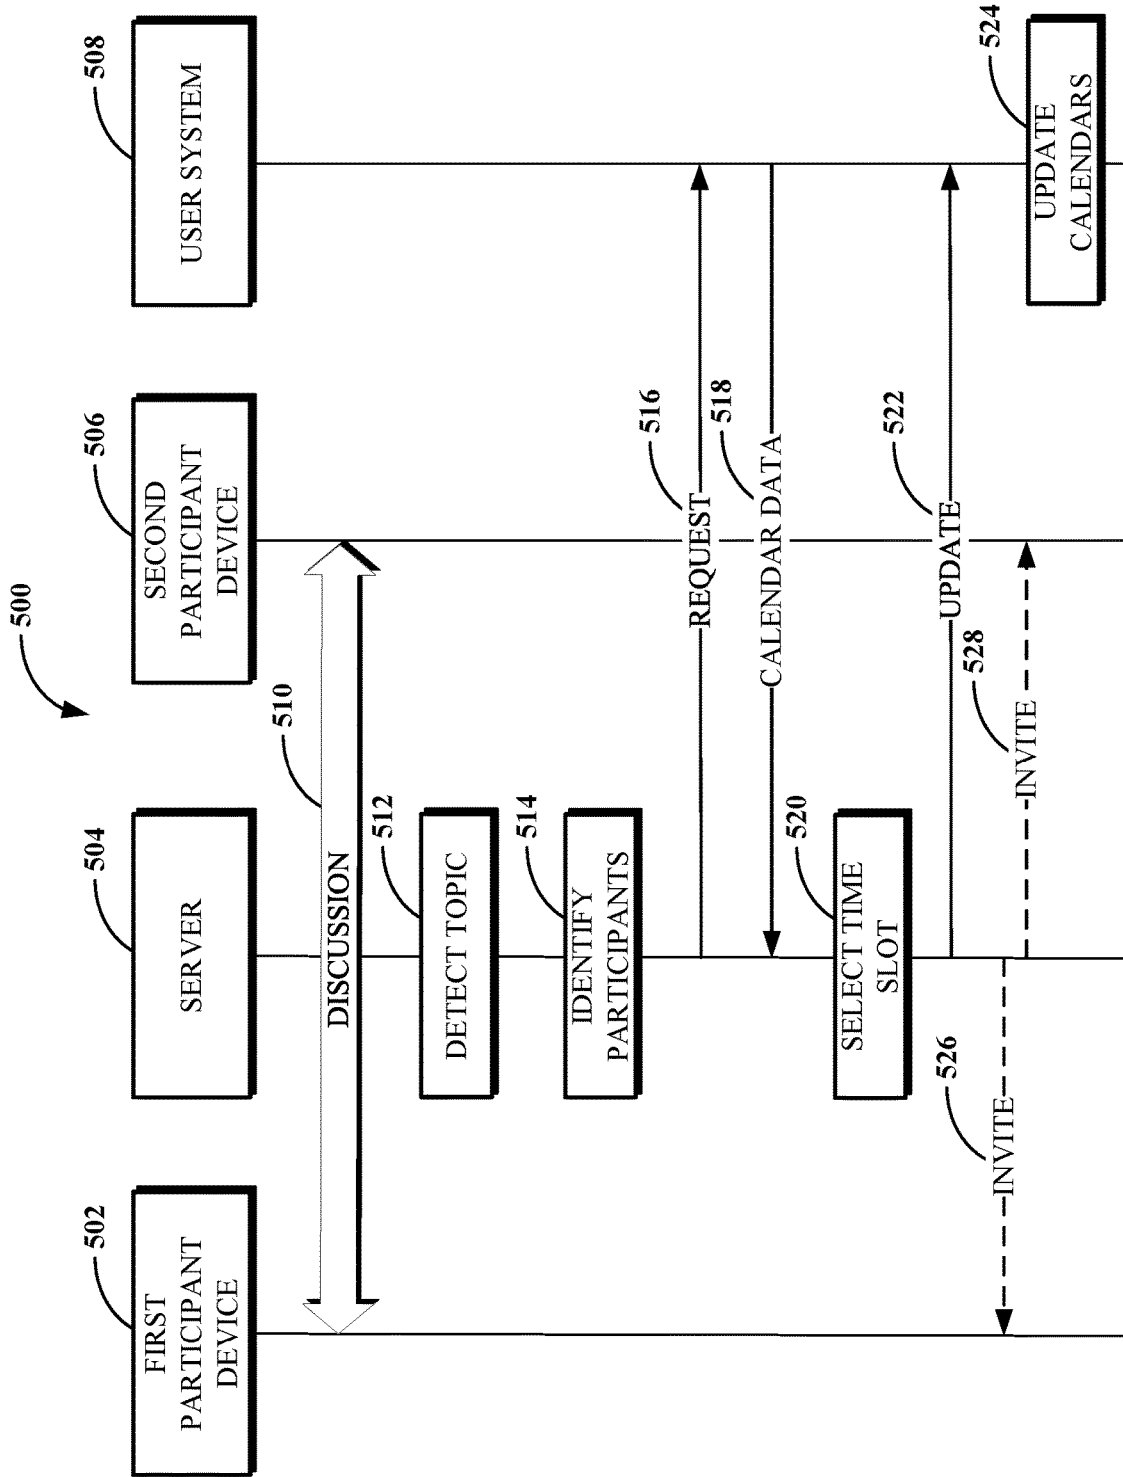 500
502
FIRST
PARTICIPANT
DEVICE
504
SERVER
506
SECOND
PARTICIPANT
DEVICE
508
USER SYSTEM
510
DISCUSSION
512
DETECT TOPIC
514
IDENTIFY
PARTICIPANTS
516
REQUEST
518
CALENDAR DATA
520
SELECT TIME
SLOT
522
UPDATE
524
UPDATE
CALENDARS
526
INVITE
528
INVITE